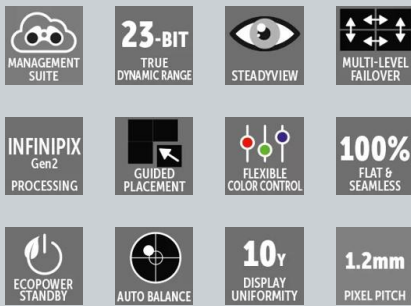 MANAGEMENT
SUITE
23-BIT
TRUE
DYNAMIC RANGE
STEADYVIEW
MULTI-LEVEL
FAILOVER
INFINIPIX
Gen2
PROCESSING
GUIDED
PLACEMENT
FLEXIBLE
COLOR CONTROL
100%
FLAT &
SEAMLESS
ECOPOWER
STANDBY
AUTO BALANCE
10Y
DISPLAY
UNIFORMITY
1.2mm
PIXEL PITCH